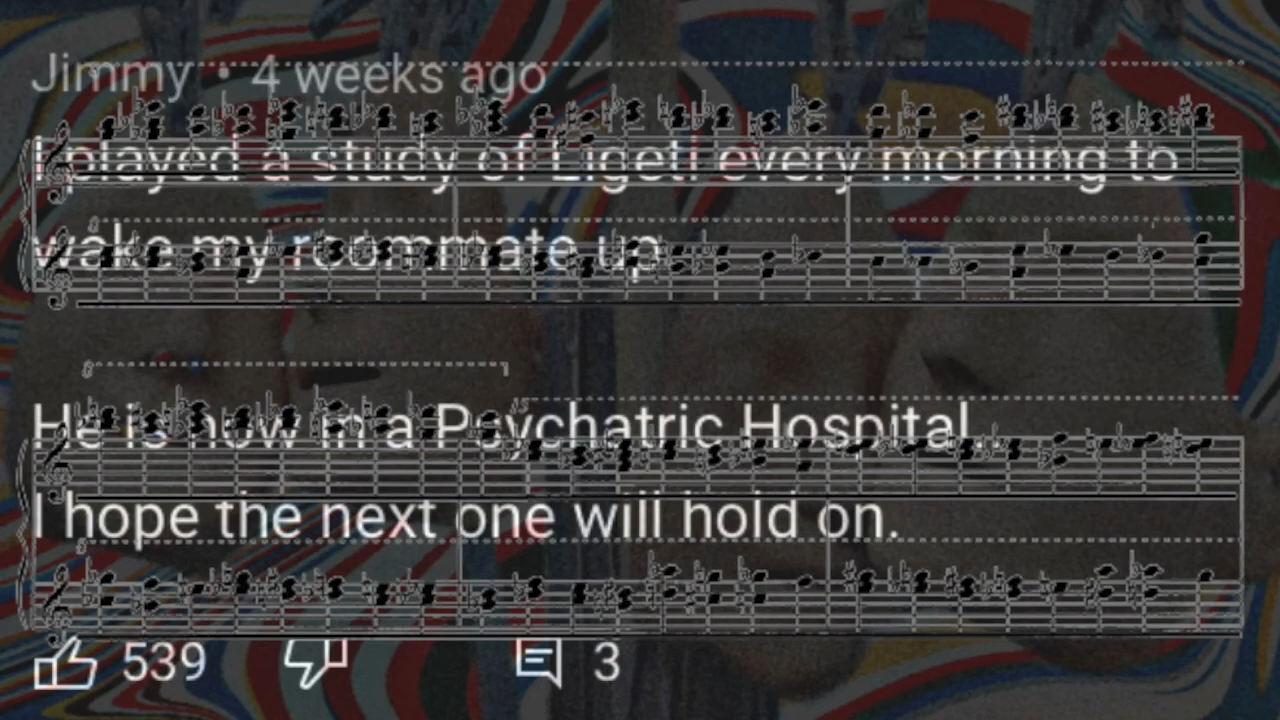 Jimmy • 4 weeks ago
I played a study of Ligeti every morning to
wake my roommate up
He is now in a Psychatric Hospital..
I hope the next one will hold on.
539 3